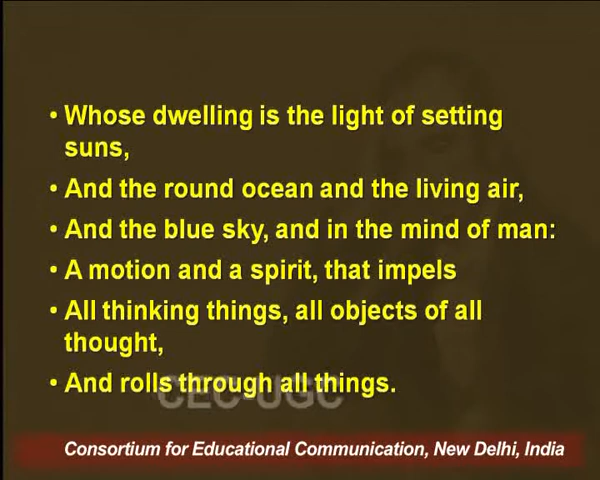 • Whose dwelling is the light of setting
suns,
• And the round ocean and the living air,
• And the blue sky, and in the mind of man:
• A motion and a spirit, that impels
• All thinking things, all objects of all
thought,
• And rolls through all things.
CEC-UGC
Consortium for Educational Communication, New Delhi, India